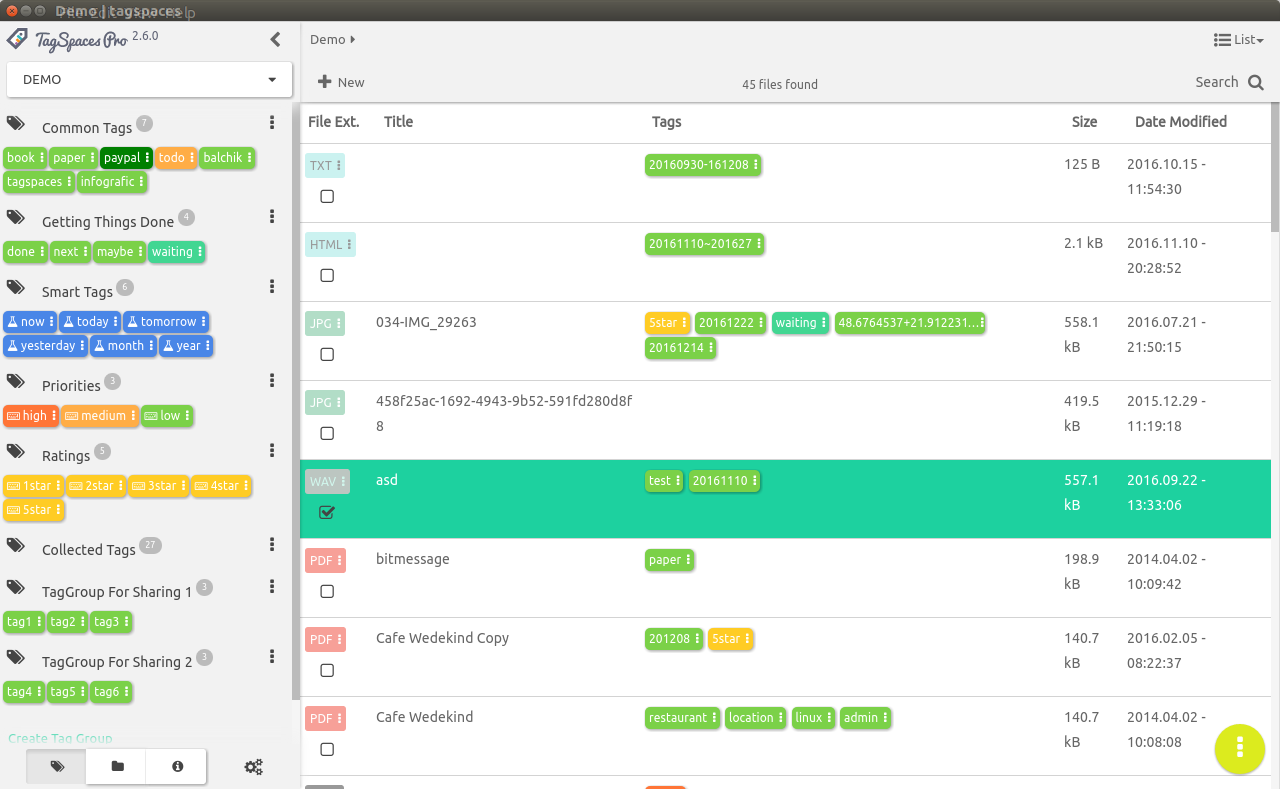 Demo | tagspaces
TagSpaces Pro 2.6.0
Demo
List
DEMO
New
45 files found
Search
Common Tags 7
book paper paypal todo balchik
tagspaces infografic
Getting Things Done 4
done next maybe waiting
Smart Tags 6
now today tomorrow
yesterday month year
Priorities 3
high medium low
Ratings 5
1star 2star 3star 4star
5star
Collected Tags 27
TagGroup For Sharing 1 3
tag1 tag2 tag3
TagGroup For Sharing 2 3
tag4 tag5 tag6
Create Tag Group
File Ext. Title Tags Size Date Modified
TXT 20160930-161208 125 B 2016.10.15 -
11:54:30
HTML 20161110~201627 2.1 kB 2016.11.10 -
20:28:52
JPG 034-IMG_29263 5star 20161222 waiting 48.6764537+21.912231... 558.1 2016.07.21 -
20161214 kB 21:50:15
JPG 458f25ac-1692-4943-9b52-591fd280d8f 419.5 2015.12.29 -
8 kB 11:19:18
WAV asd test 20161110 557.1 2016.09.22 -
kB 13:33:06
PDF bitmessage paper 198.9 2014.04.02 -
kB 10:09:42
PDF Cafe Wedekind Copy 201208 5star 140.7 2016.02.05 -
kB 08:22:37
PDF Cafe Wedekind restaurant location linux admin 140.7 2014.04.02 -
kB 10:08:08